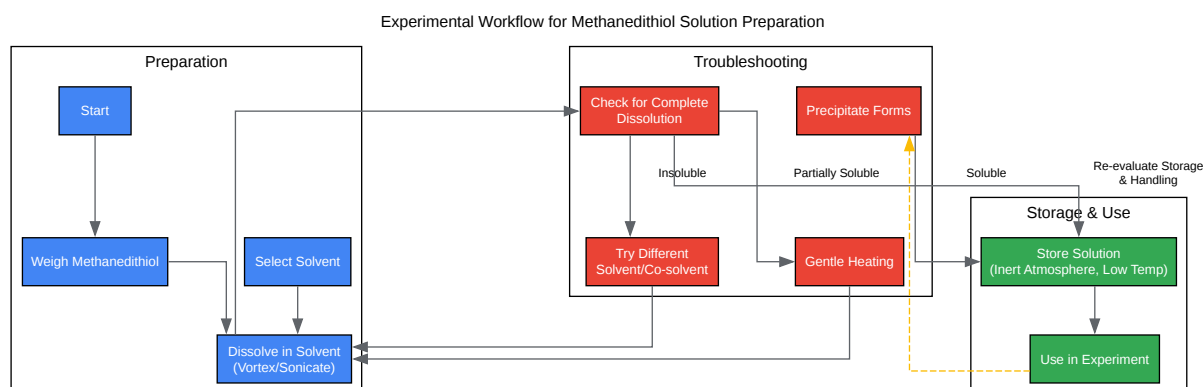 Experimental Workflow for Methanedithiol Solution Preparation
Preparation
Start
Weigh Methanedithiol
Select Solvent
Dissolve in Solvent
(Vortex/Sonicate)
Troubleshooting
Check for Complete
Dissolution
Precipitate Forms
Insoluble
Partially Soluble
Soluble
Re-evaluate Storage
& Handling
Try Different
Solvent/Co-solvent
Gentle Heating
Storage & Use
Store Solution
(Inert Atmosphere, Low Temp)
Use in Experiment